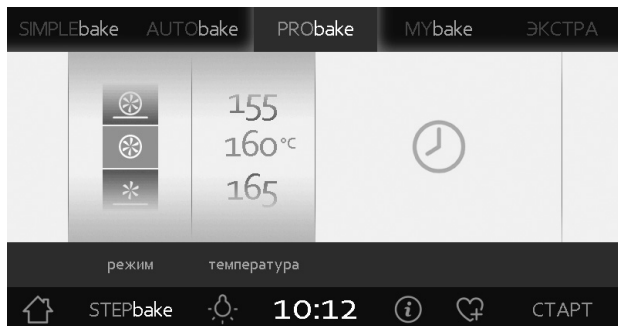 SIMPLEbake AUTObake PRObake MYbake ЭКСТРА
155
160°C
165
режим температура
STEPbake 10:12 i СТАРТ